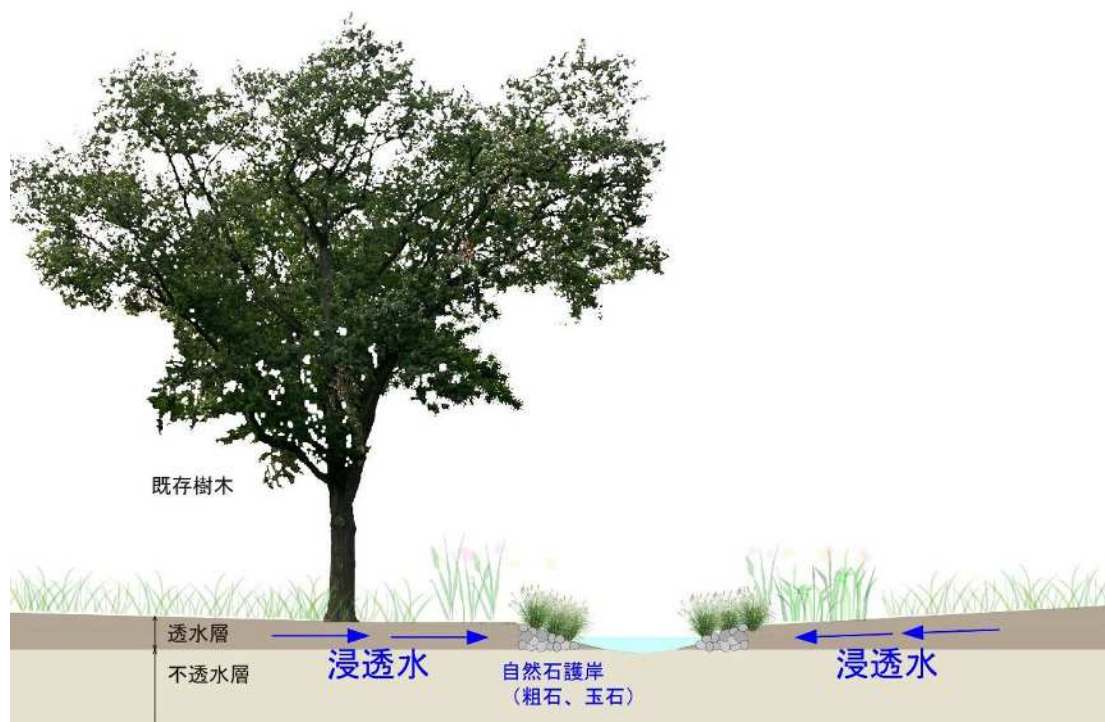 既存樹木
透水層
不透水層
浸透水
自然石護岸
（粗石、玉石）
浸透水